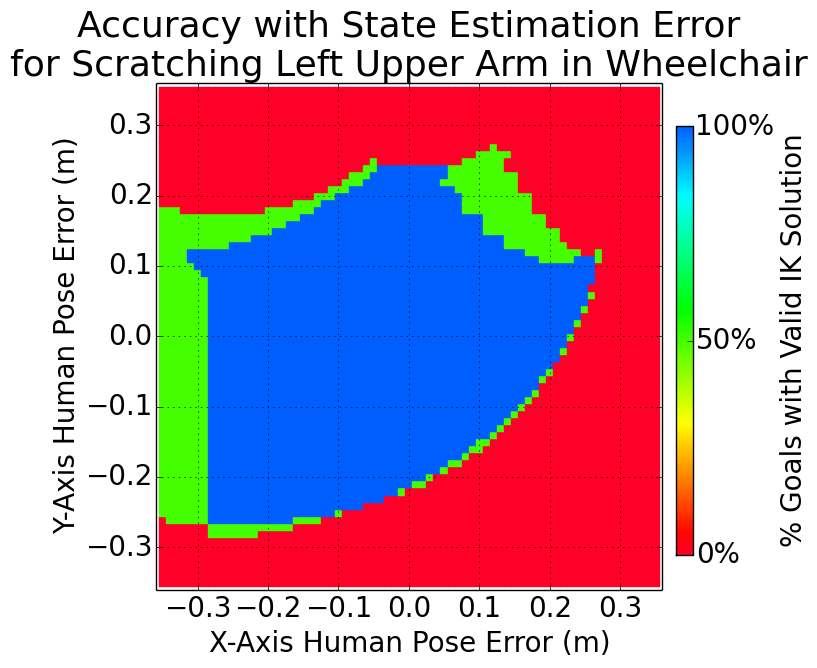 Accuracy with State Estimation Error
for Scratching Left Upper Arm in Wheelchair
0.3
0.2
0.1
0.0
−0.1
−0.2
−0.3
Y-Axis Human Pose Error (m)
−0.3 −0.2 −0.1 0.0 0.1 0.2 0.3
X-Axis Human Pose Error (m)
100%
50%
0%
% Goals with Valid IK Solution